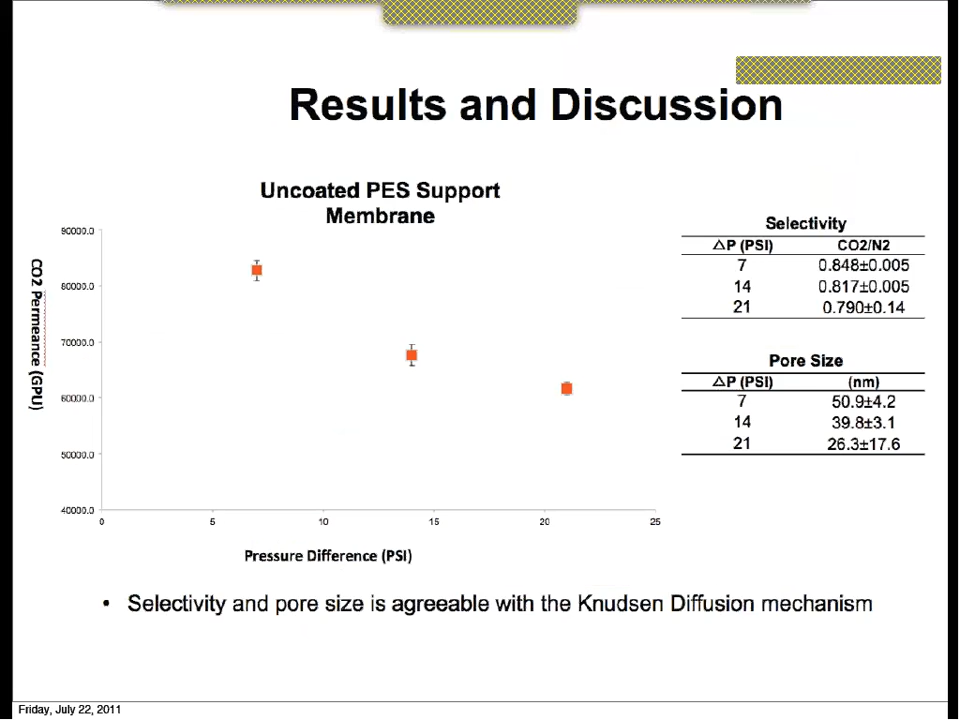 Results and Discussion
Uncoated PES Support
Membrane
CO2 Permeance (GPU)
90000.0
80000.0
70000.0
60000.0
50000.0
40000.0
0 5 10 15 20 25
Pressure Difference (PSI)
Selectivity
△P (PSI) CO2/N2
7 0.848±0.005
14 0.817±0.005
21 0.790±0.14
Pore Size
△P (PSI) (nm)
7 50.9±4.2
14 39.8±3.1
21 26.3±17.6
• Selectivity and pore size is agreeable with the Knudsen Diffusion mechanism
Friday, July 22, 2011